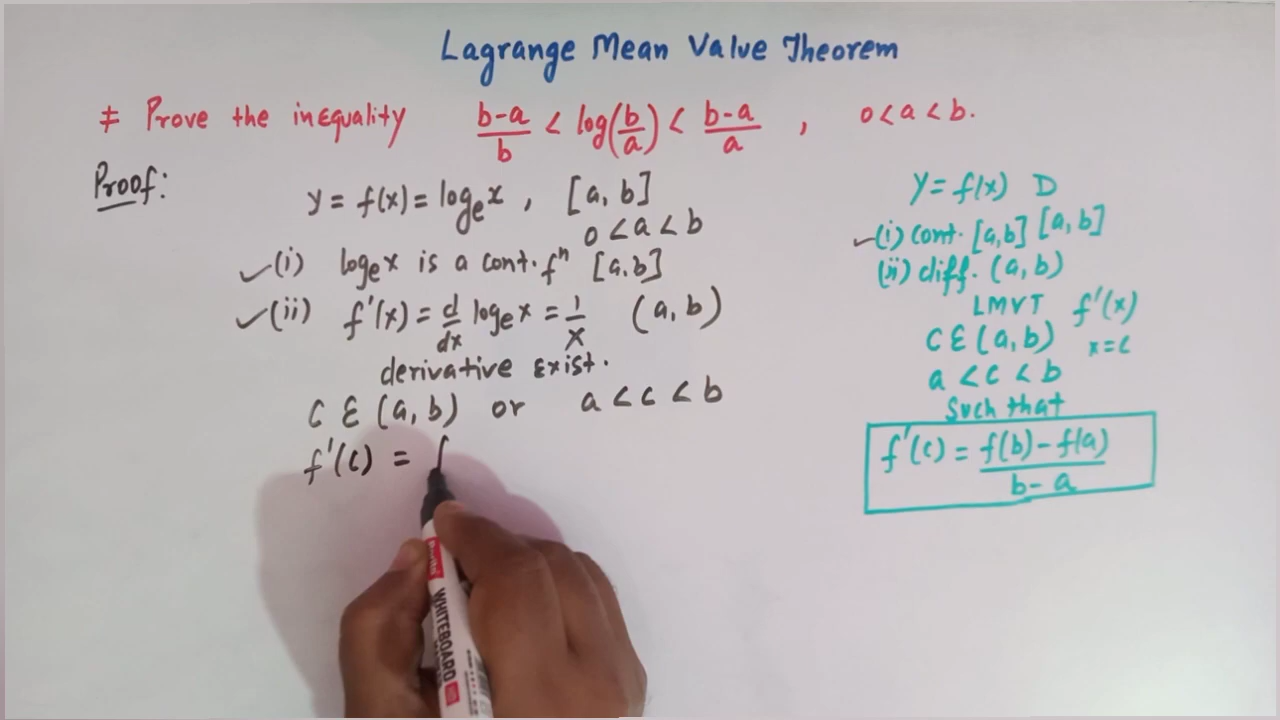 Lagrange Mean Value Theorem
# Prove the inequality (b-a)/b < log(b/a) < (b-a)/a , 0<a<b.
Proof:
y = f(x) = logₑx , [a, b]
0<a<b
✓(i) logₑx is a cont. fⁿ [a,b]
✓(ii) f'(x) = d/dx logₑx = 1/x (a, b)
derivative exist.
C ε (a, b) or a<c<b
f'(c) =
y = f(x) D
✓(i) cont. [a,b] [a,b]
(ii) diff. (a, b)
LMVT f'(x)
C ε (a, b) x=c
a<c<b
Such that
f'(c) = (f(b)-f(a))/(b-a)
WHITEBOARD